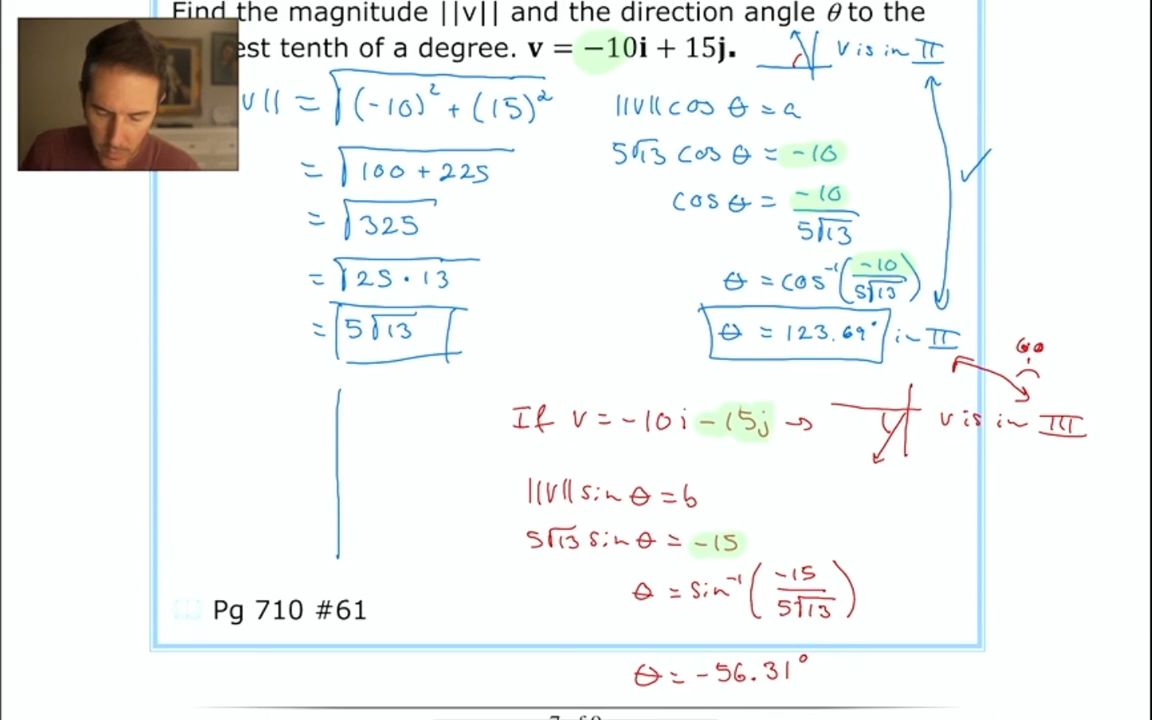 Find the magnitude ||v|| and the direction angle θ to the
est tenth of a degree. v = −10i + 15j.
v is in II
v|| = √(-10)² + (15)²
= √100 + 225
= √325
= √25 · 13
= 5√13
||v|| cos θ = a
5√13 cos θ = -10
cos θ = -10/5√13
θ = cos⁻¹(-10/5√13)
θ = 123.69° in II
If v = -10i -15j → v is in III
||v|| sin θ = b
5√13 sin θ = -15
θ = sin⁻¹(-15/5√13)
θ = -56.31°
Pg 710 #61